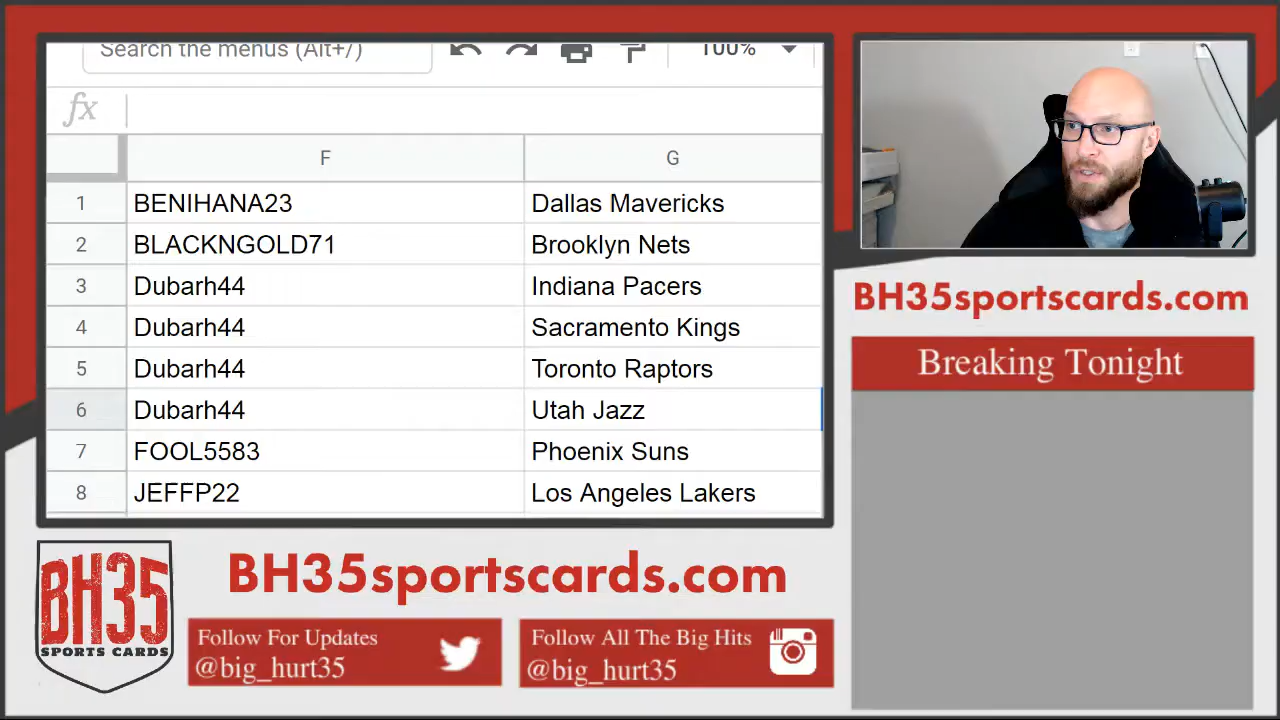 Search the menus (Alt+/)
100%
fx
F
G
1 BENIHANA23 Dallas Mavericks
2 BLACKNGOLD71 Brooklyn Nets
3 Dubarh44 Indiana Pacers
4 Dubarh44 Sacramento Kings
5 Dubarh44 Toronto Raptors
6 Dubarh44 Utah Jazz
7 FOOL5583 Phoenix Suns
8 JEFFP22 Los Angeles Lakers
BH35sportscards.com
Breaking Tonight
BH35
SPORTS CARDS
BH35sportscards.com
Follow For Updates
@big_hurt35
Follow All The Big Hits
@big_hurt35